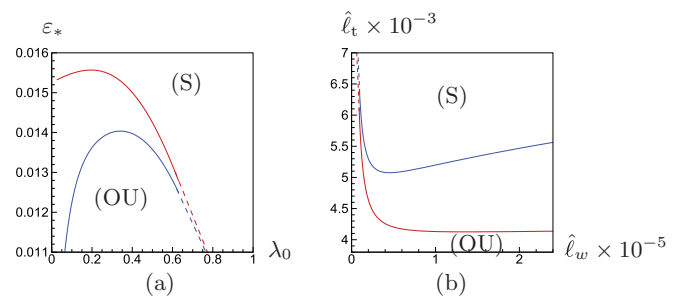 ε* ℓ̂t × 10−3
0.016 7
(S) 6.5
0.015 (S)
6
0.014 5.5
0.013 5
(OU)
0.012 4.5
(OU)
0.011 4
0 0.2 0.4 0.6 0.8 1 λ0 0 1 2 ℓ̂w × 10−5
(a) (b)